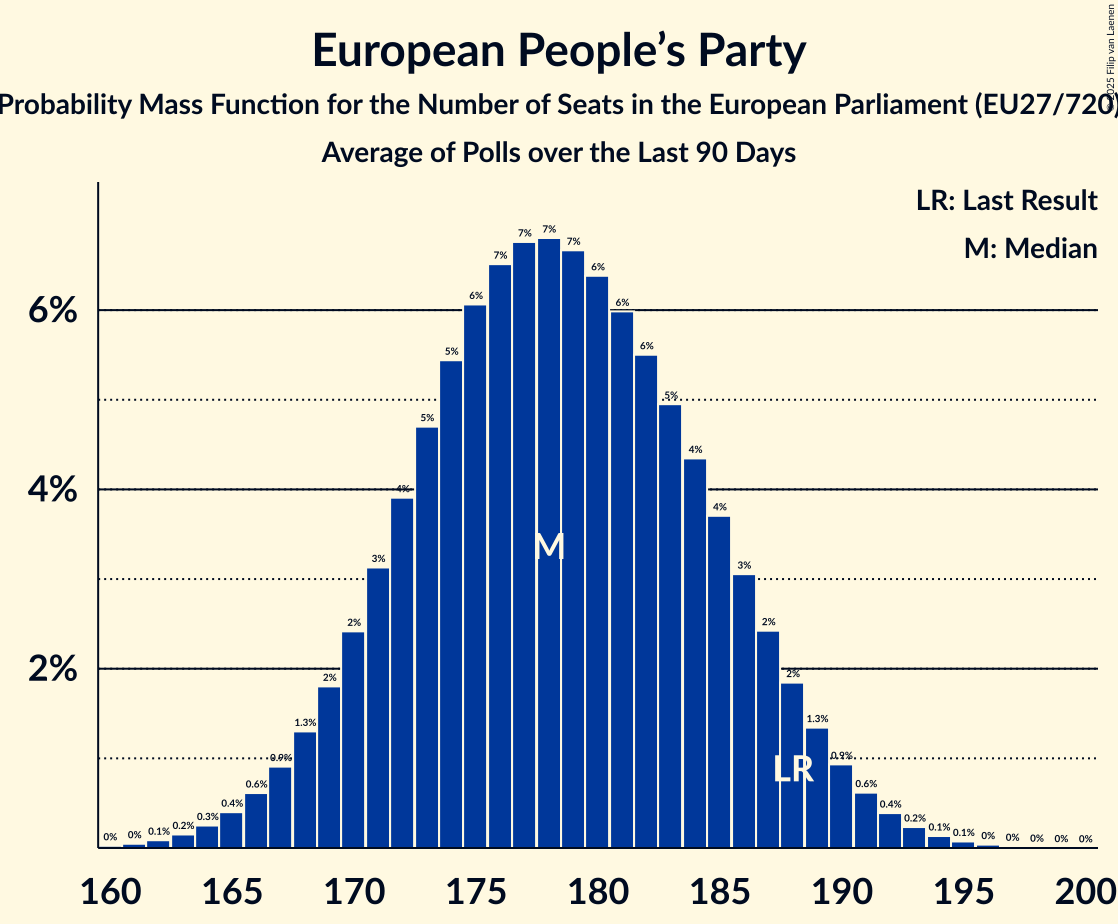 European People’s Party
Probability Mass Function for the Number of Seats in the European Parliament (EU27/720)
Average of Polls over the Last 90 Days
©2025 Filip van Laenen
LR: Last Result
M: Median
6%
4%
2%
0% 0% 0.1% 0.2% 0.3% 0.4% 0.6% 0.9% 1.3% 2% 2% 3% 4% 5% 5% 6% 7% 7% 7% 7% 6% 6% 6% 5% 4% 4% 3% 2% 2% 1.3% 0.9% 0.6% 0.4% 0.2% 0.1% 0.1% 0% 0% 0% 0% 0%
M
LR
160 165 170 175 180 185 190 195 200